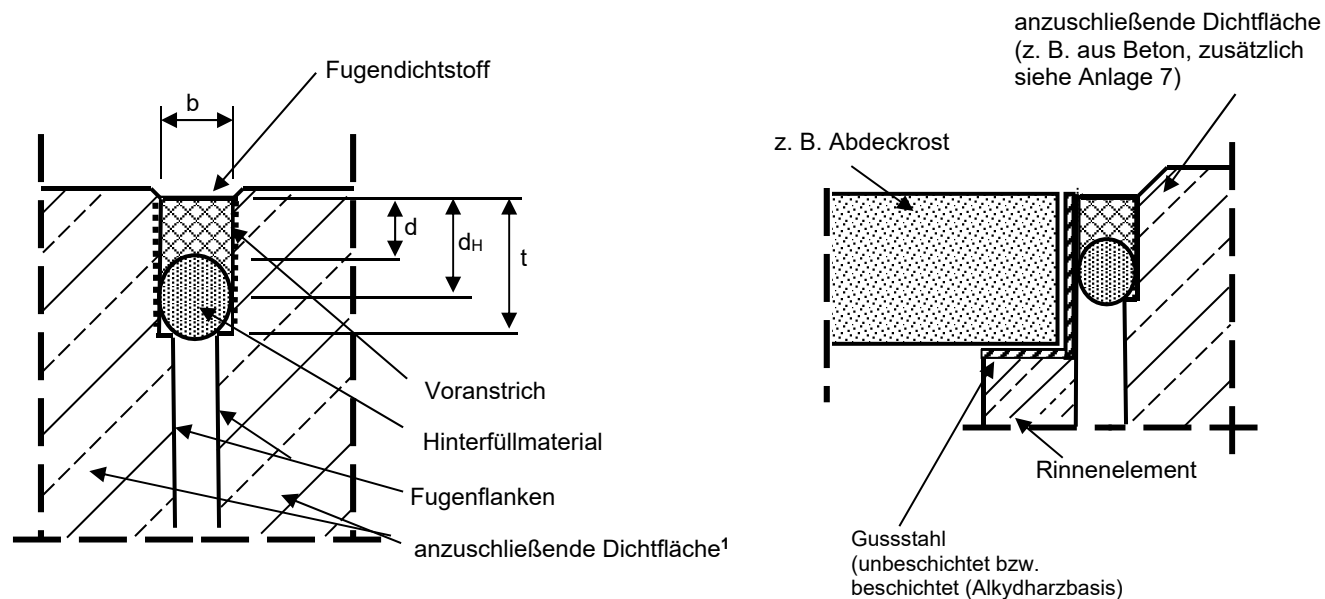 Fugendichtstoff
b
d
dH
t
Voranstrich
Hinterfüllmaterial
Fugenflanken
anzuschließende Dichtfläche¹
anzuschließende Dichtfläche
(z. B. aus Beton, zusätzlich
siehe Anlage 7)
z. B. Abdeckrost
Rinnenelement
Gussstahl
(unbeschichtet bzw.
beschichtet (Alkydharzbasis)